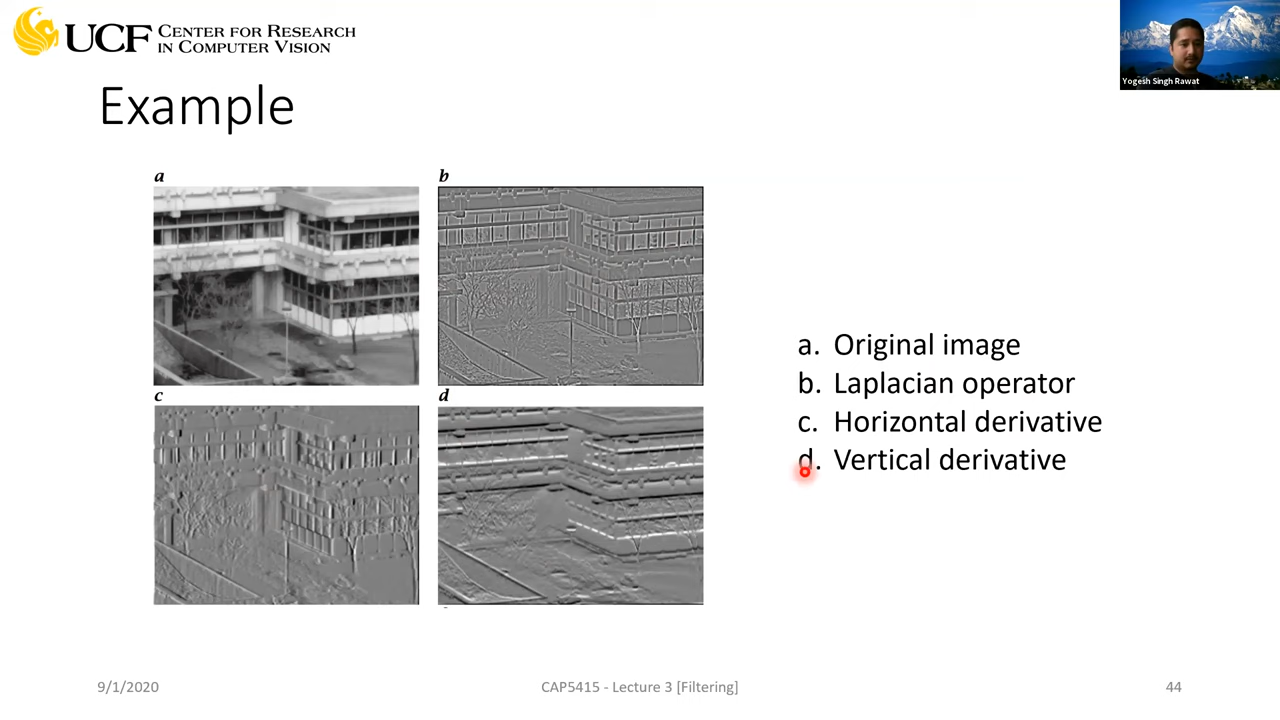 UCF CENTER FOR RESEARCH
IN COMPUTER VISION
Yogesh Singh Rawat
Example
a
b
c
d
a. Original image
b. Laplacian operator
c. Horizontal derivative
d. Vertical derivative
9/1/2020
CAP5415 - Lecture 3 [Filtering]
44